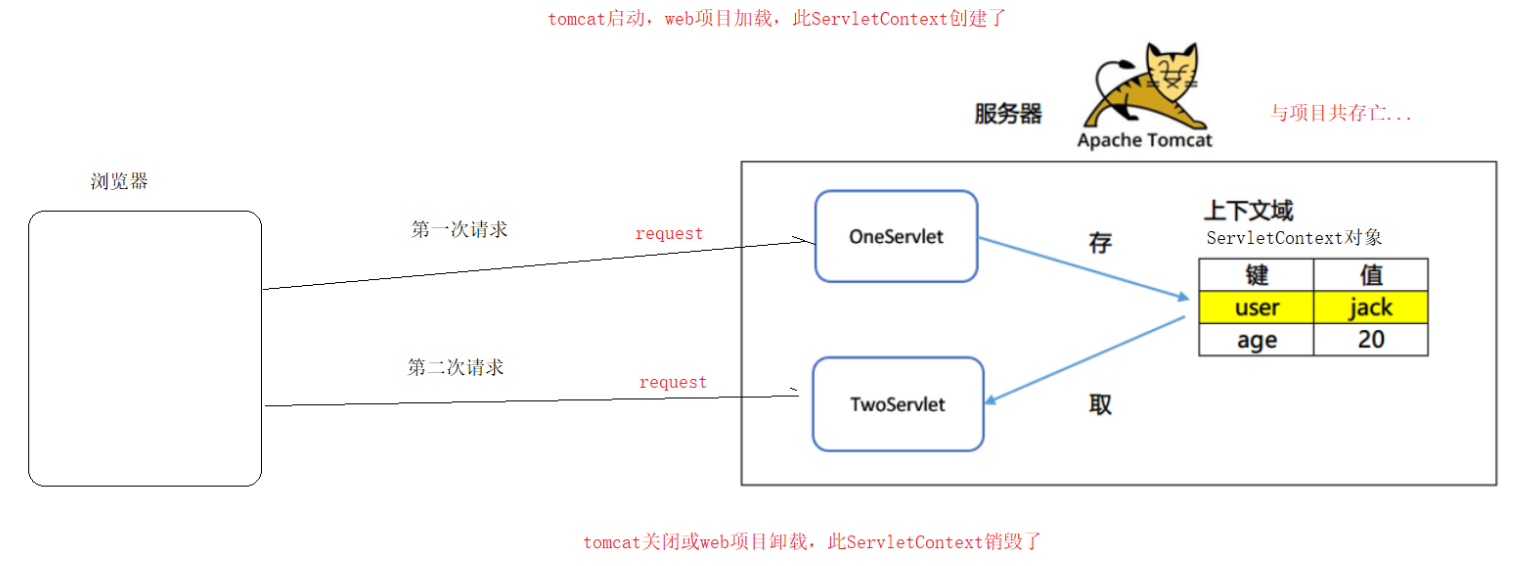 tomcat启动，web项目加载，此ServletContext创建了
服务器
Apache Tomcat
与项目共存亡...
浏览器
第一次请求
request
OneServlet
存
上下文域
ServletContext对象
键 值
user jack
age 20
第二次请求
request
TwoServlet
取
tomcat关闭或web项目卸载，此ServletContext销毁了